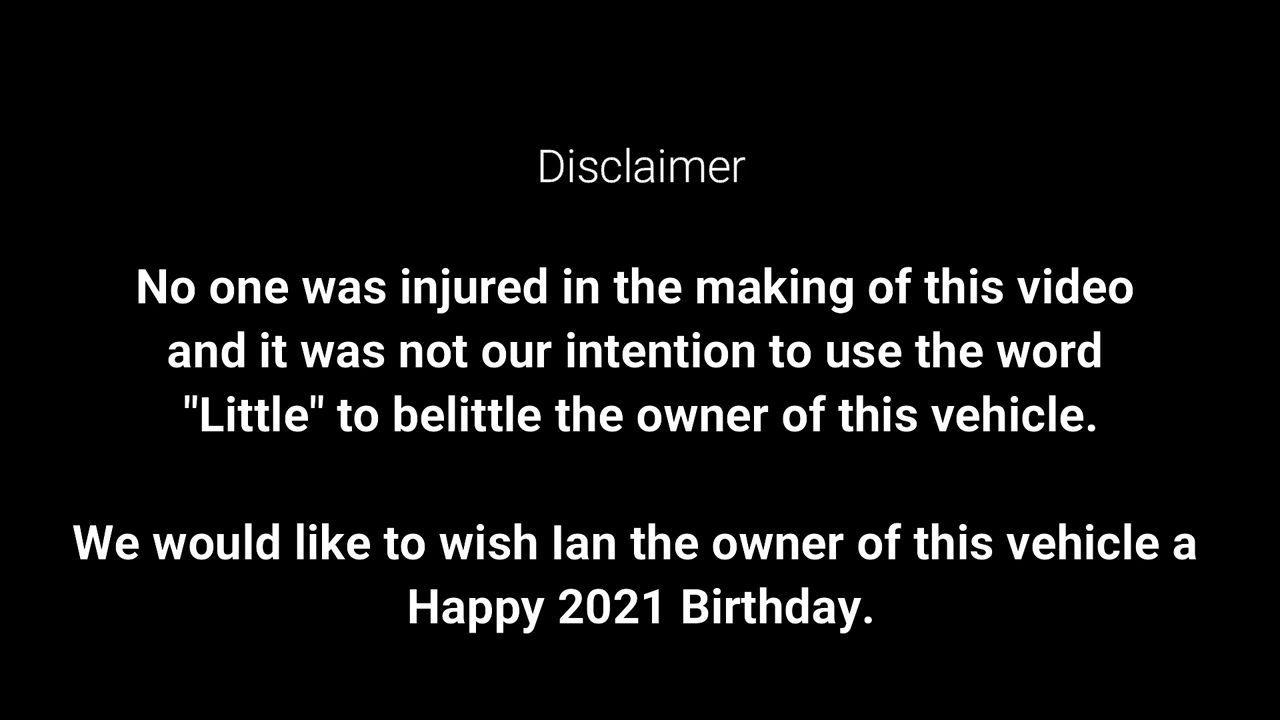 Disclaimer
No one was injured in the making of this video
and it was not our intention to use the word
"Little" to belittle the owner of this vehicle.
We would like to wish Ian the owner of this vehicle a
Happy 2021 Birthday.